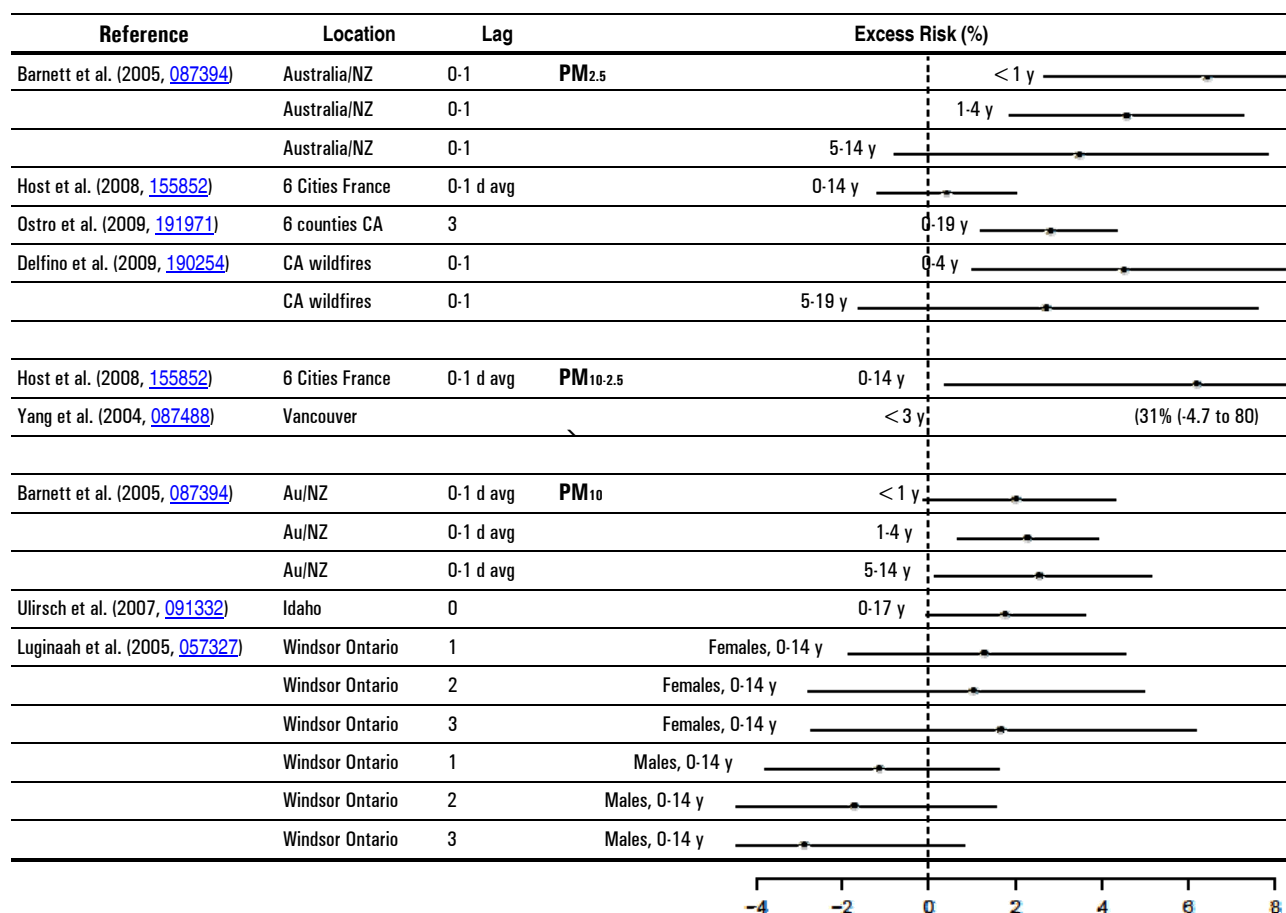 Reference Location Lag Excess Risk (%)
Barnett et al. (2005, 087394) Australia/NZ 0-1 PM2.5 <1 y
Australia/NZ 0-1 1-4 y
Australia/NZ 0-1 5-14 y
Host et al. (2008, 155852) 6 Cities France 0-1 d avg 0-14 y
Ostro et al. (2009, 191971) 6 counties CA 3 0-19 y
Delfino et al. (2009, 190254) CA wildfires 0-1 0-4 y
CA wildfires 0-1 5-19 y
Host et al. (2008, 155852) 6 Cities France 0-1 d avg PM10-2.5 0-14 y
Yang et al. (2004, 087488) Vancouver <3 y (31% (-4.7 to 80)
Barnett et al. (2005, 087394) Au/NZ 0-1 d avg PM10 <1 y
Au/NZ 0-1 d avg 1-4 y
Au/NZ 0-1 d avg 5-14 y
Ulirsch et al. (2007, 091332) Idaho 0 0-17 y
Luginaah et al. (2005, 057327) Windsor Ontario 1 Females, 0-14 y
Windsor Ontario 2 Females, 0-14 y
Windsor Ontario 3 Females, 0-14 y
Windsor Ontario 1 Males, 0-14 y
Windsor Ontario 2 Males, 0-14 y
Windsor Ontario 3 Males, 0-14 y
-4 -2 0 2 4 6 8